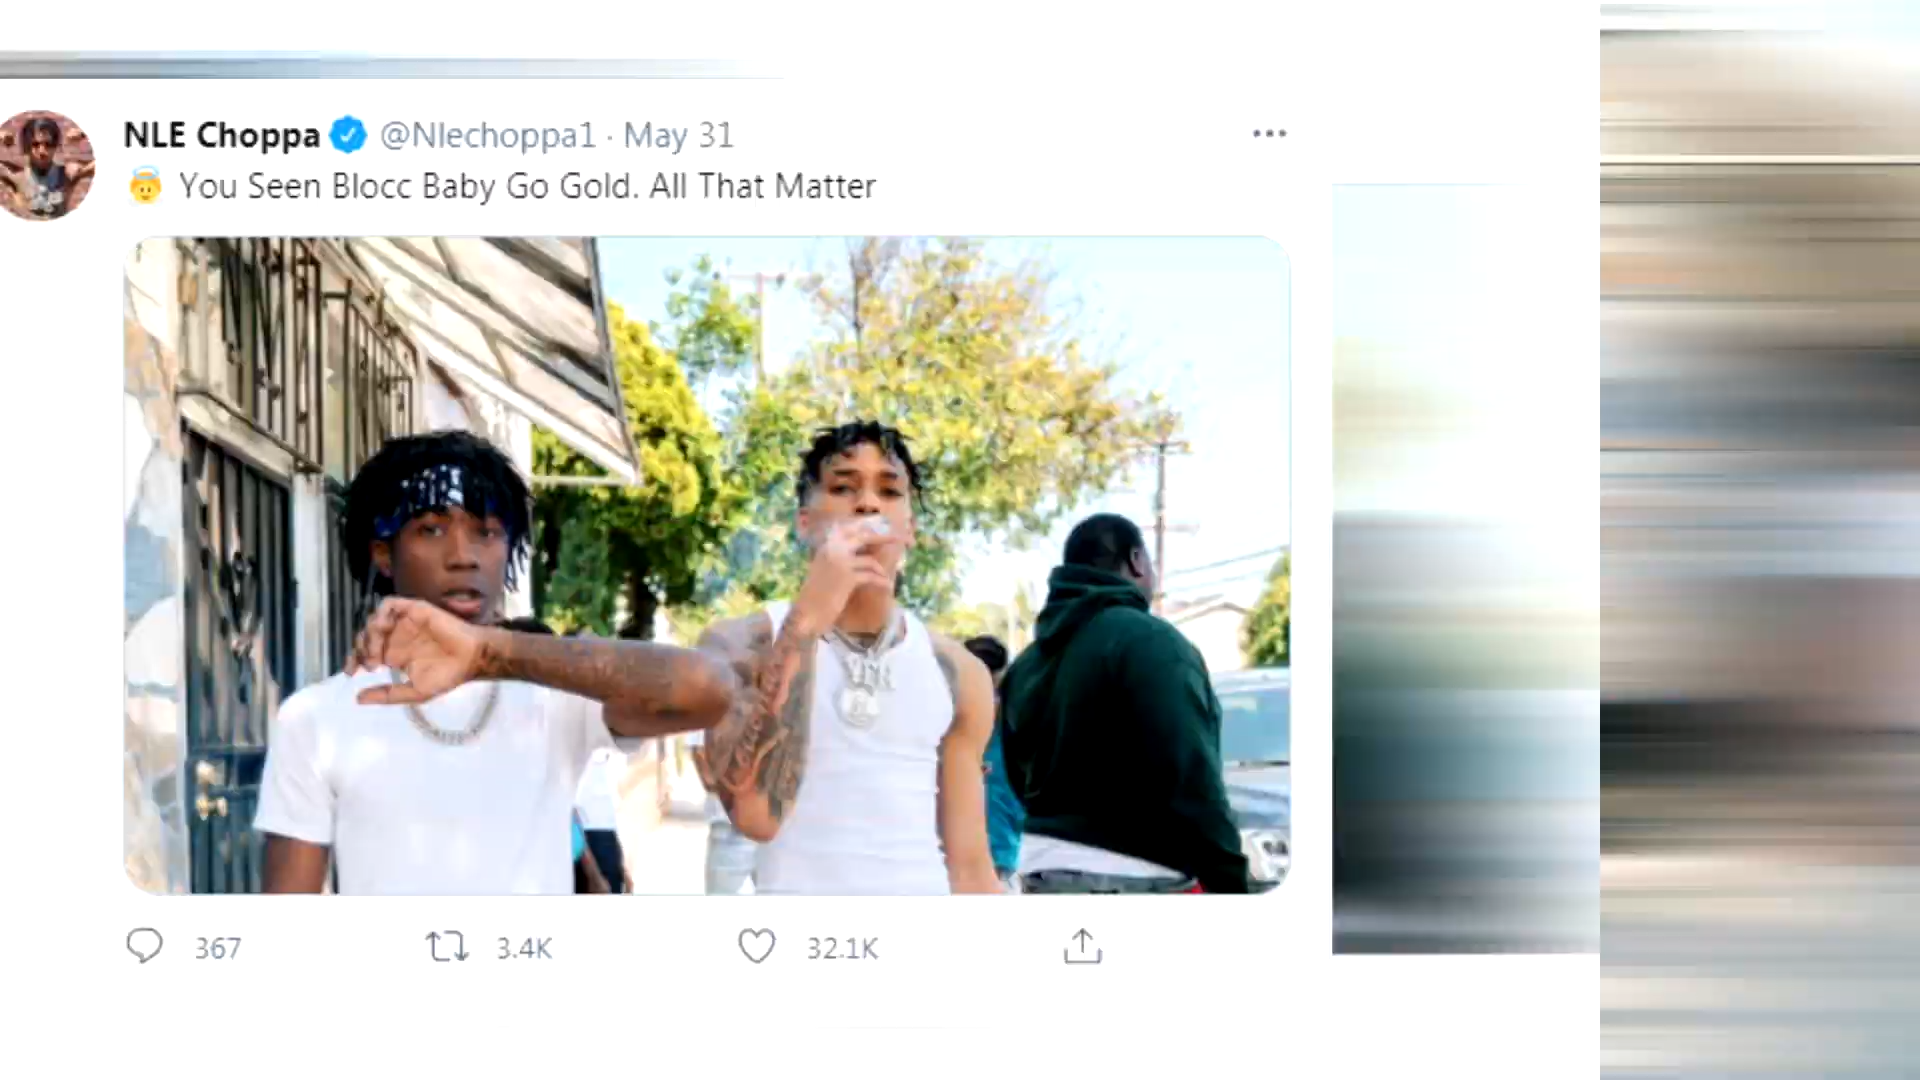 NLE Choppa @Nlechoppa1 · May 31
😇 You Seen Blocc Baby Go Gold. All That Matter
367 3.4K 32.1K